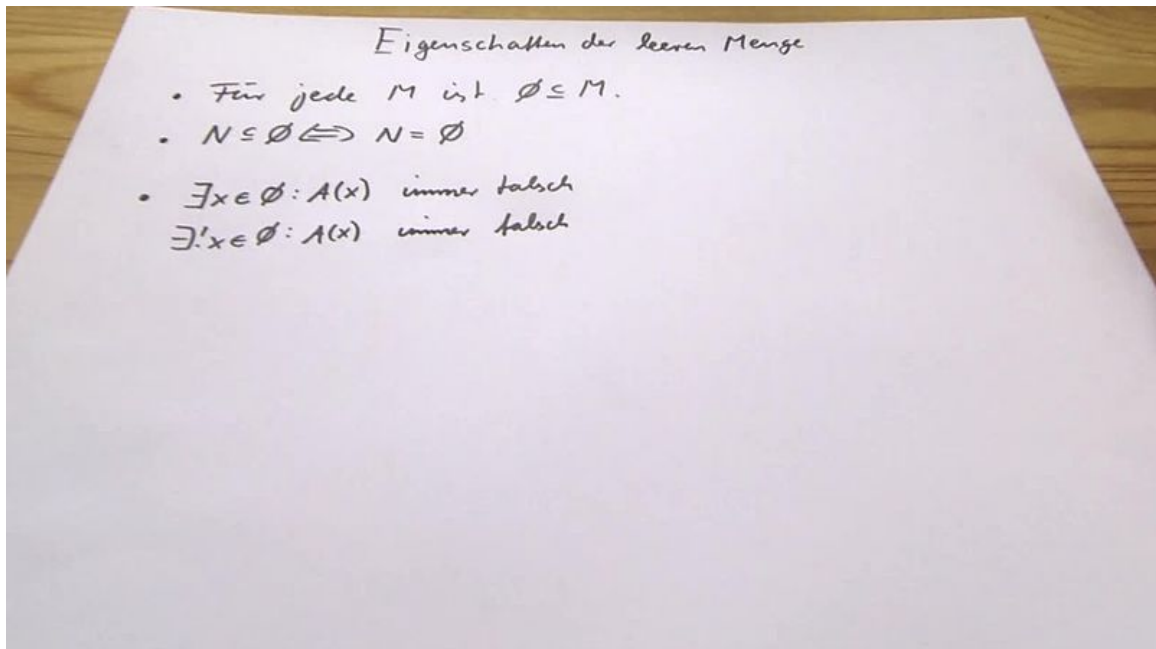 Eigenschaften der leeren Menge
• Für jede M ist ∅ ⊆ M.
• N ⊆ ∅ ⟺ N = ∅
• ∃x ∈ ∅ : A(x) immer falsch
∃!x ∈ ∅ : A(x) immer falsch